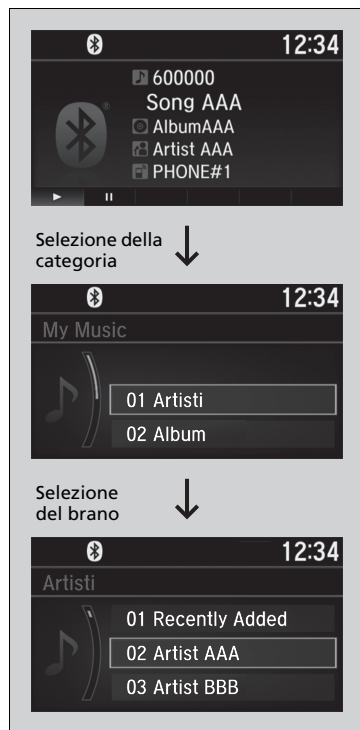 12:34
600000
Song AAA
AlbumAAA
Artist AAA
PHONE#1
Selezione della
categoria
12:34
My Music
01 Artisti
02 Album
Selezione
del brano
12:34
Artisti
01 Recently Added
02 Artist AAA
03 Artist BBB